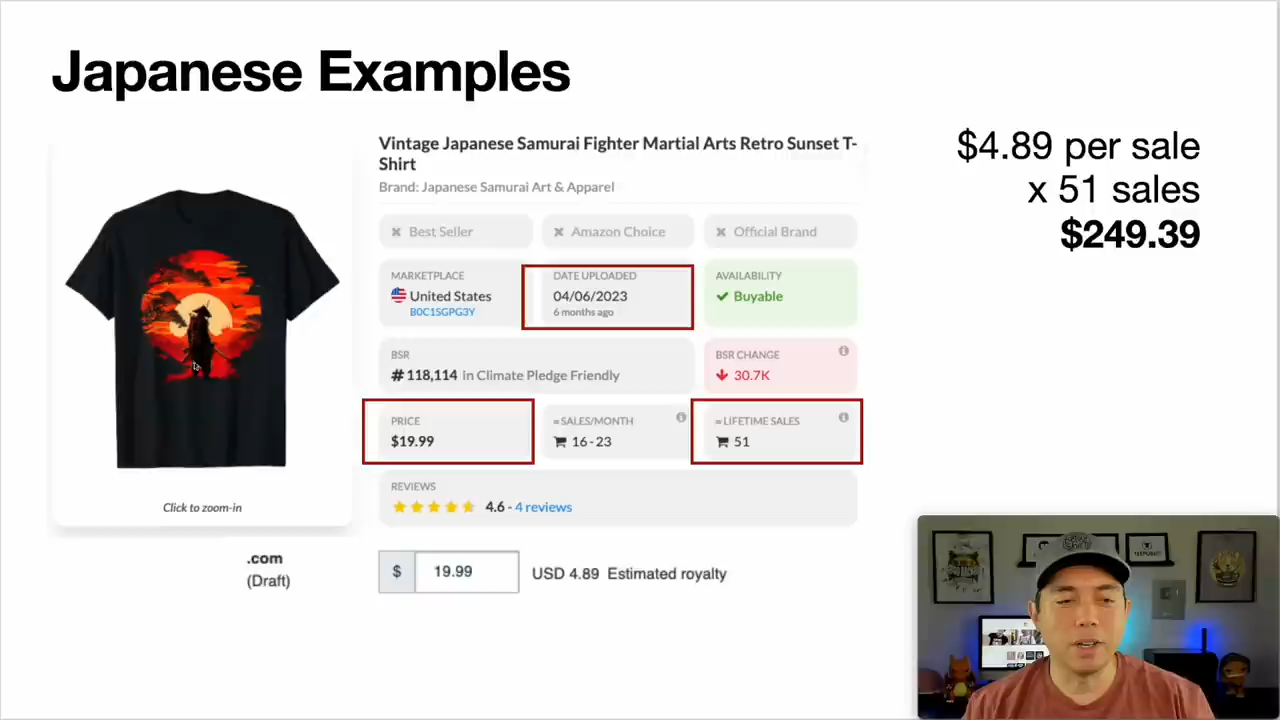 Japanese Examples
Vintage Japanese Samurai Fighter Martial Arts Retro Sunset T-
Shirt
Brand: Japanese Samurai Art & Apparel
Best Seller
Amazon Choice
Official Brand
MARKETPLACE
United States
B0C1SGPG3Y
DATE UPLOADED
04/06/2023
6 months ago
AVAILABILITY
Buyable
BSR
#118,114 in Climate Pledge Friendly
BSR CHANGE
30.7K
PRICE
$19.99
≈SALES/MONTH
16 - 23
≈LIFETIME SALES
51
REVIEWS
4.6 - 4 reviews
Click to zoom-in
.com
(Draft)
$ 19.99
USD 4.89 Estimated royalty
$4.89 per sale
x 51 sales
$249.39